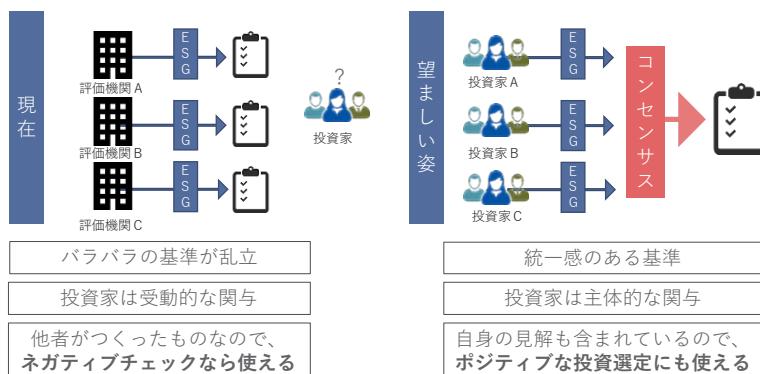 現在
評価機関A
ESG
評価機関B
ESG
評価機関C
ESG
?
投資家
バラバラの基準が乱立
投資家は受動的な関与
他者がつくったものなので、
ネガティブチェックなら使える
望ましい姿
投資家A
ESG
投資家B
ESG
投資家C
ESG
コンセンサス
統一感のある基準
投資家は主体的な関与
自身の見解も含まれているので、
ポジティブな投資選定にも使える